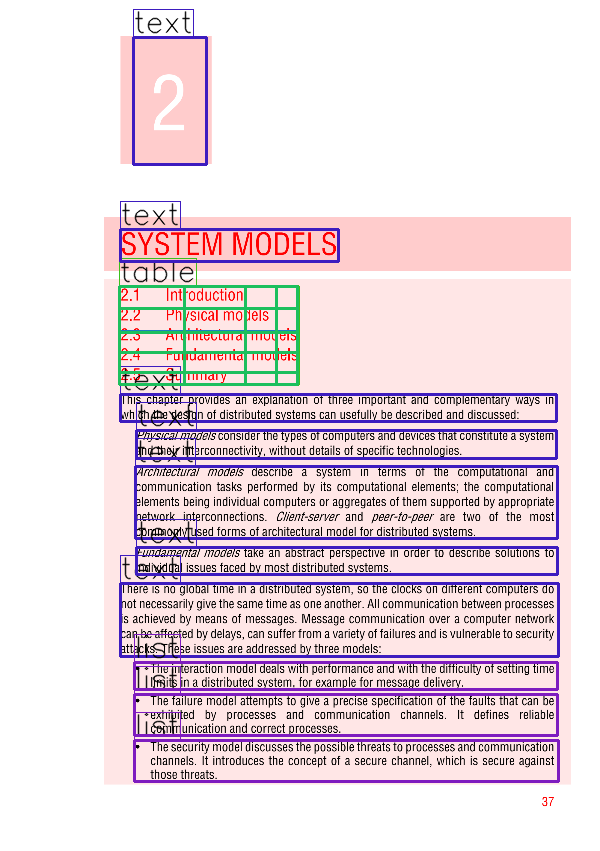 text
2
text
SYSTEM MODELS
table
2.1 Introduction
2.2 Physical models
2.3 Architectural models
2.4 Fundamental models
2.5 Summary
text
This chapter provides an explanation of three important and complementary ways in
which the design of distributed systems can usefully be described and discussed:
text
Physical models consider the types of computers and devices that constitute a system
and their interconnectivity, without details of specific technologies.
text
Architectural models describe a system in terms of the computational and
communication tasks performed by its computational elements; the computational
elements being individual computers or aggregates of them supported by appropriate
network interconnections. Client-server and peer-to-peer are two of the most
commonly used forms of architectural model for distributed systems.
text
Fundamental models take an abstract perspective in order to describe solutions to
individual issues faced by most distributed systems.
text
There is no global time in a distributed system, so the clocks on different computers do
not necessarily give the same time as one another. All communication between processes
is achieved by means of messages. Message communication over a computer network
can be affected by delays, can suffer from a variety of failures and is vulnerable to security
attacks. These issues are addressed by three models:
list
• The interaction model deals with performance and with the difficulty of setting time
limits in a distributed system, for example for message delivery.
list
• The failure model attempts to give a precise specification of the faults that can be
exhibited by processes and communication channels. It defines reliable
communication and correct processes.
list
• The security model discusses the possible threats to processes and communication
channels. It introduces the concept of a secure channel, which is secure against
those threats.
37